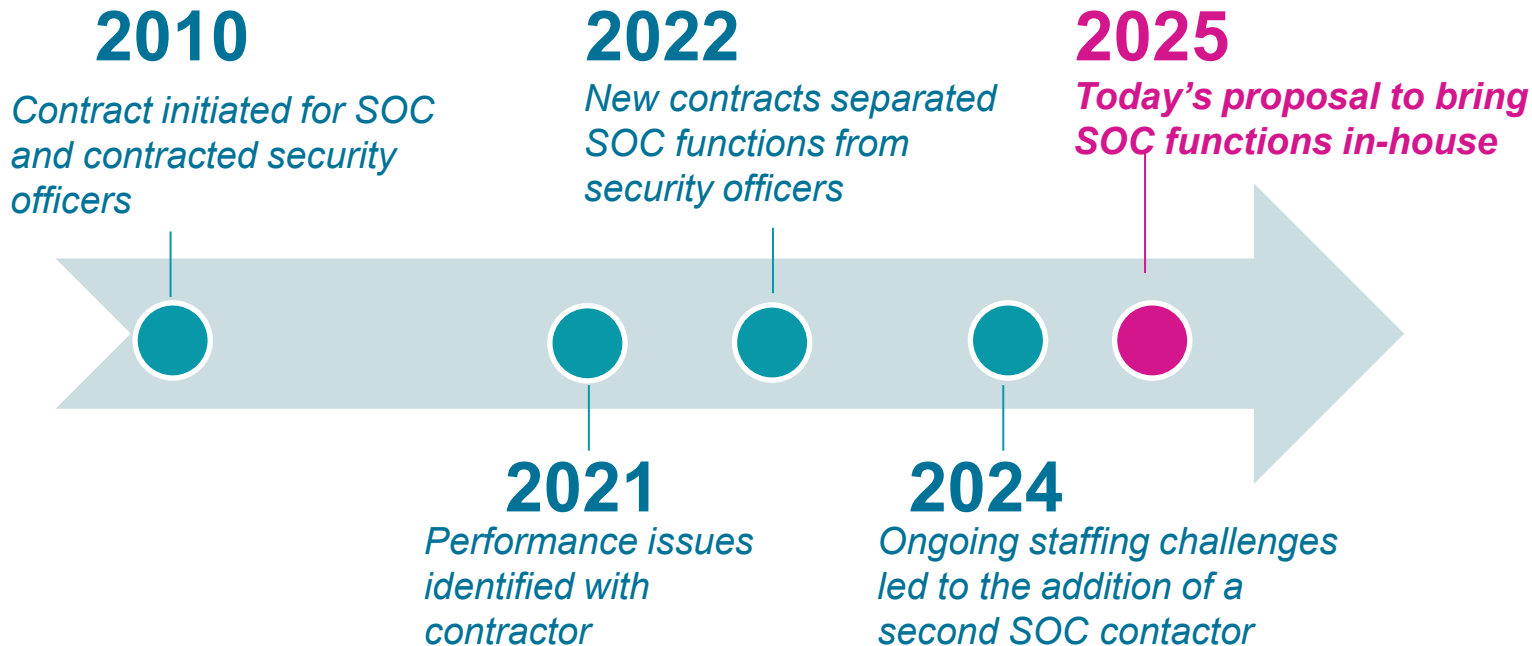 2010
Contract initiated for SOC
and contracted security
officers
2022
New contracts separated
SOC functions from
security officers
2025
Today’s proposal to bring
SOC functions in-house
2021
Performance issues
identified with
contractor
2024
Ongoing staffing challenges
led to the addition of a
second SOC contactor